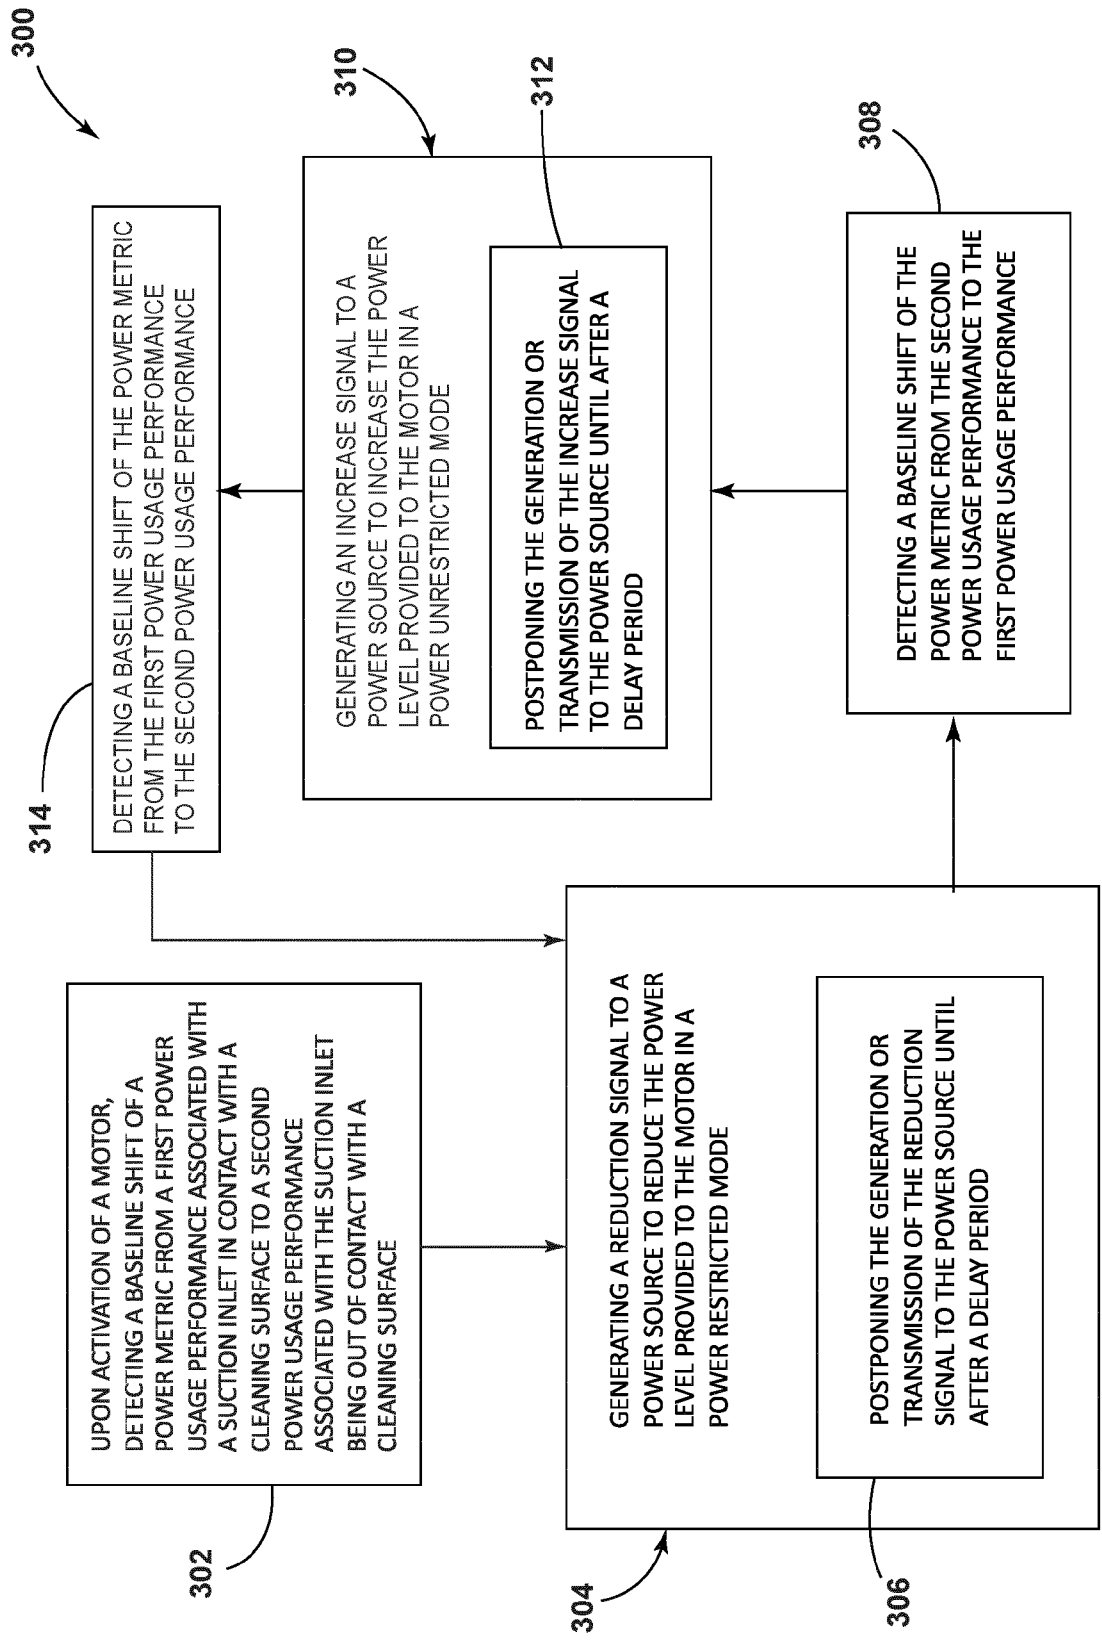 300
302
UPON ACTIVATION OF A MOTOR,
DETECTING A BASELINE SHIFT OF A
POWER METRIC FROM A FIRST POWER
USAGE PERFORMANCE ASSOCIATED WITH
A SUCTION INLET IN CONTACT WITH A
CLEANING SURFACE TO A SECOND
POWER USAGE PERFORMANCE
ASSOCIATED WITH THE SUCTION INLET
BEING OUT OF CONTACT WITH A
CLEANING SURFACE
304
GENERATING A REDUCTION SIGNAL TO A
POWER SOURCE TO REDUCE THE POWER
LEVEL PROVIDED TO THE MOTOR IN A
POWER RESTRICTED MODE
306
POSTPONING THE GENERATION OR
TRANSMISSION OF THE REDUCTION
SIGNAL TO THE POWER SOURCE UNTIL
AFTER A DELAY PERIOD
308
DETECTING A BASELINE SHIFT OF THE
POWER METRIC FROM THE SECOND
POWER USAGE PERFORMANCE TO THE
FIRST POWER USAGE PERFORMANCE
310
GENERATING AN INCREASE SIGNAL TO A
POWER SOURCE TO INCREASE THE POWER
LEVEL PROVIDED TO THE MOTOR IN A
POWER UNRESTRICTED MODE
312
POSTPONING THE GENERATION OR
TRANSMISSION OF THE INCREASE SIGNAL
TO THE POWER SOURCE UNTIL AFTER A
DELAY PERIOD
314
DETECTING A BASELINE SHIFT OF THE POWER METRIC
FROM THE FIRST POWER USAGE PERFORMANCE
TO THE SECOND POWER USAGE PERFORMANCE